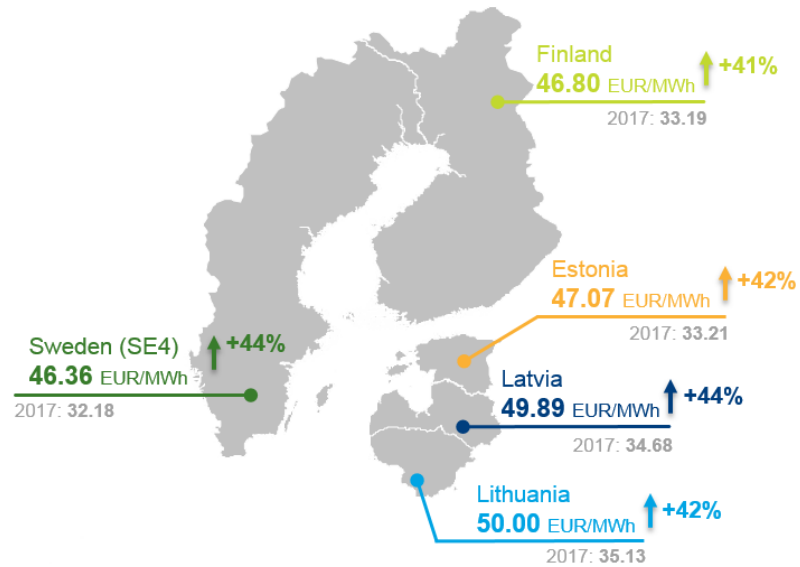 Finland
46.80 EUR/MWh
+41%
2017: 33.19
Estonia
47.07 EUR/MWh
+42%
2017: 33.21
Sweden (SE4)
46.36 EUR/MWh
+44%
2017: 32.18
Latvia
49.89 EUR/MWh
+44%
2017: 34.68
Lithuania
50.00 EUR/MWh
+42%
2017: 35.13